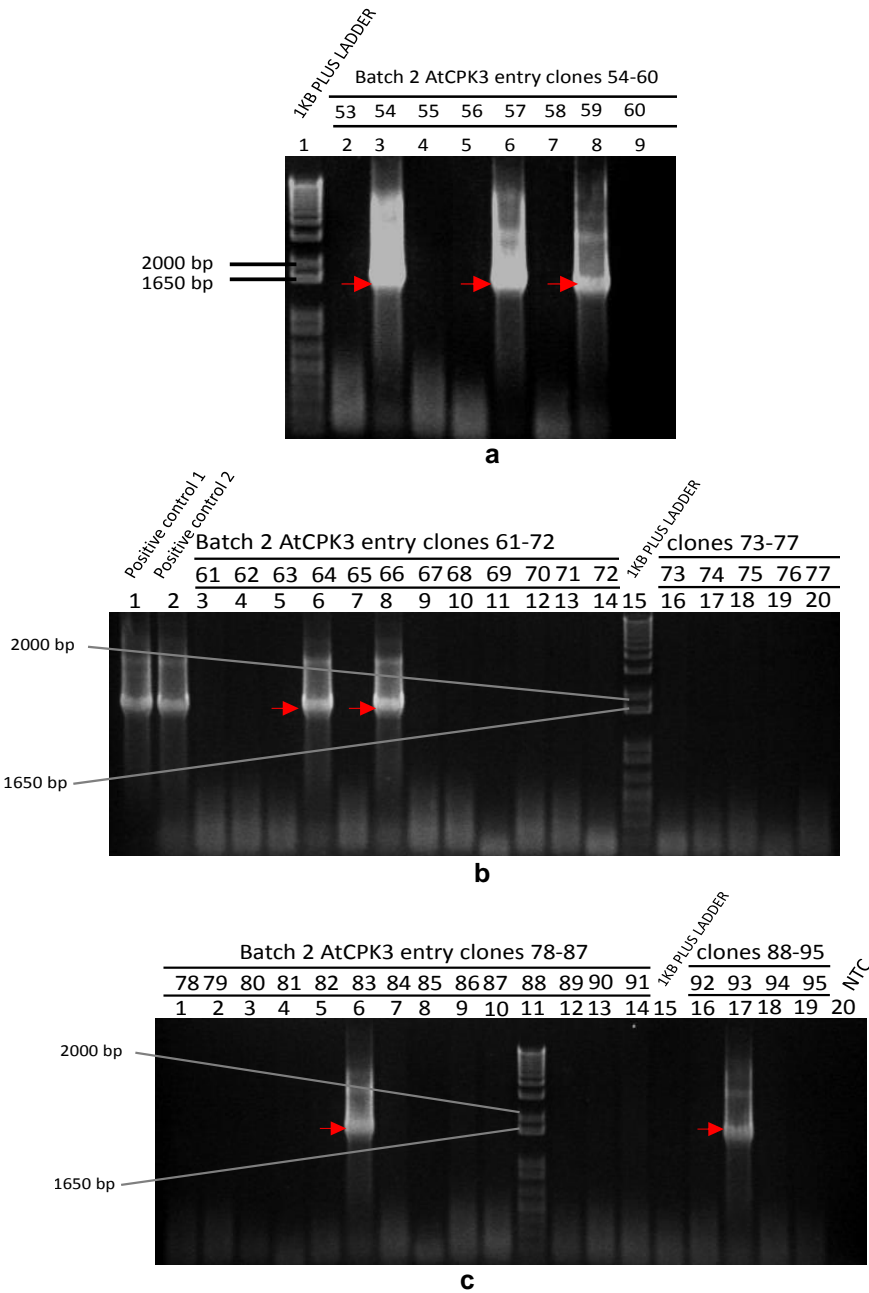 1KB PLUS LADDER
Batch 2 AtCPK3 entry clones 54-60
53 54 55 56 57 58 59 60
1 2 3 4 5 6 7 8 9
2000 bp
1650 bp
a
Positive control 1
Positive control 2
Batch 2 AtCPK3 entry clones 61-72
1KB PLUS LADDER
clones 73-77
61 62 63 64 65 66 67 68 69 70 71 72 73 74 75 76 77
1 2 3 4 5 6 7 8 9 10 11 12 13 14 15 16 17 18 19 20
2000 bp
1650 bp
b
Batch 2 AtCPK3 entry clones 78-87
1KB PLUS LADDER
clones 88-95
NTC
78 79 80 81 82 83 84 85 86 87 88 89 90 91 92 93 94 95
1 2 3 4 5 6 7 8 9 10 11 12 13 14 15 16 17 18 19 20
2000 bp
1650 bp
c